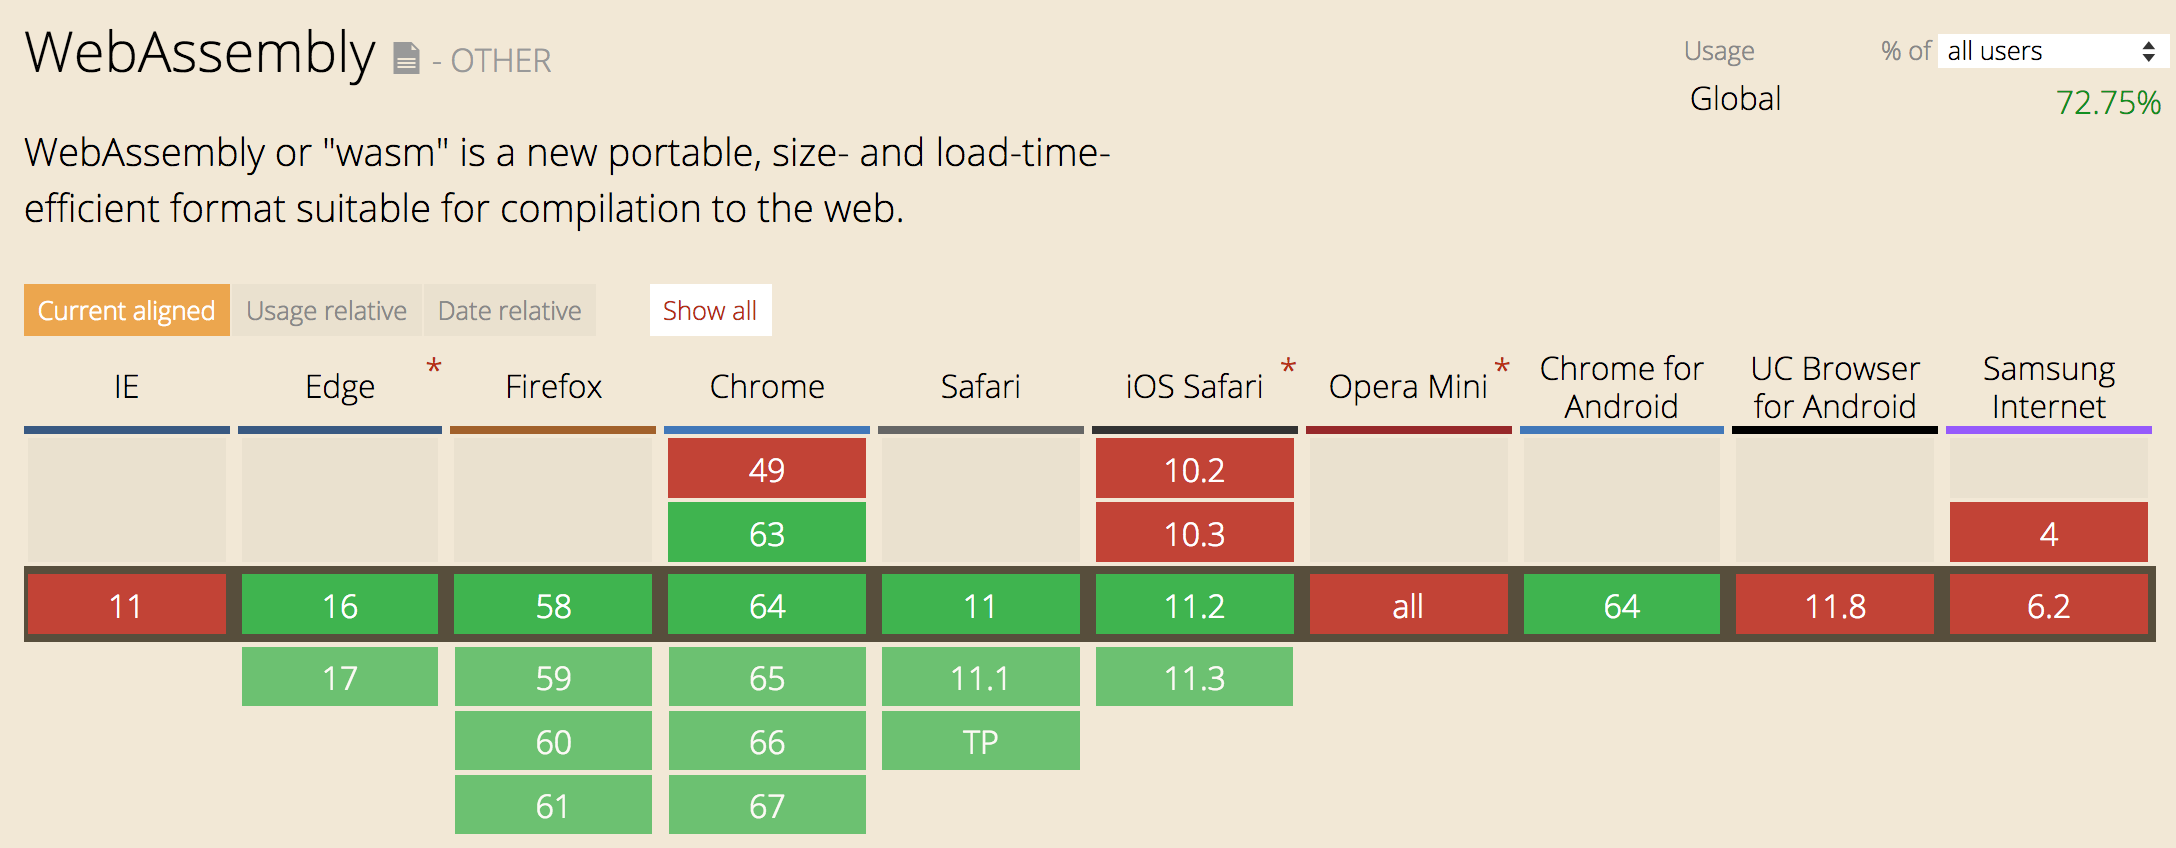 WebAssembly - OTHER
Usage % of all users
Global 72.75%
WebAssembly or "wasm" is a new portable, size- and load-time-
efficient format suitable for compilation to the web.
Current aligned Usage relative Date relative Show all
IE Edge * Firefox Chrome Safari iOS Safari * Opera Mini * Chrome for Android UC Browser for Android Samsung Internet
49 10.2
63 10.3 4
11 16 58 64 11 11.2 all 64 11.8 6.2
17 59 65 11.1 11.3
60 66 TP
61 67